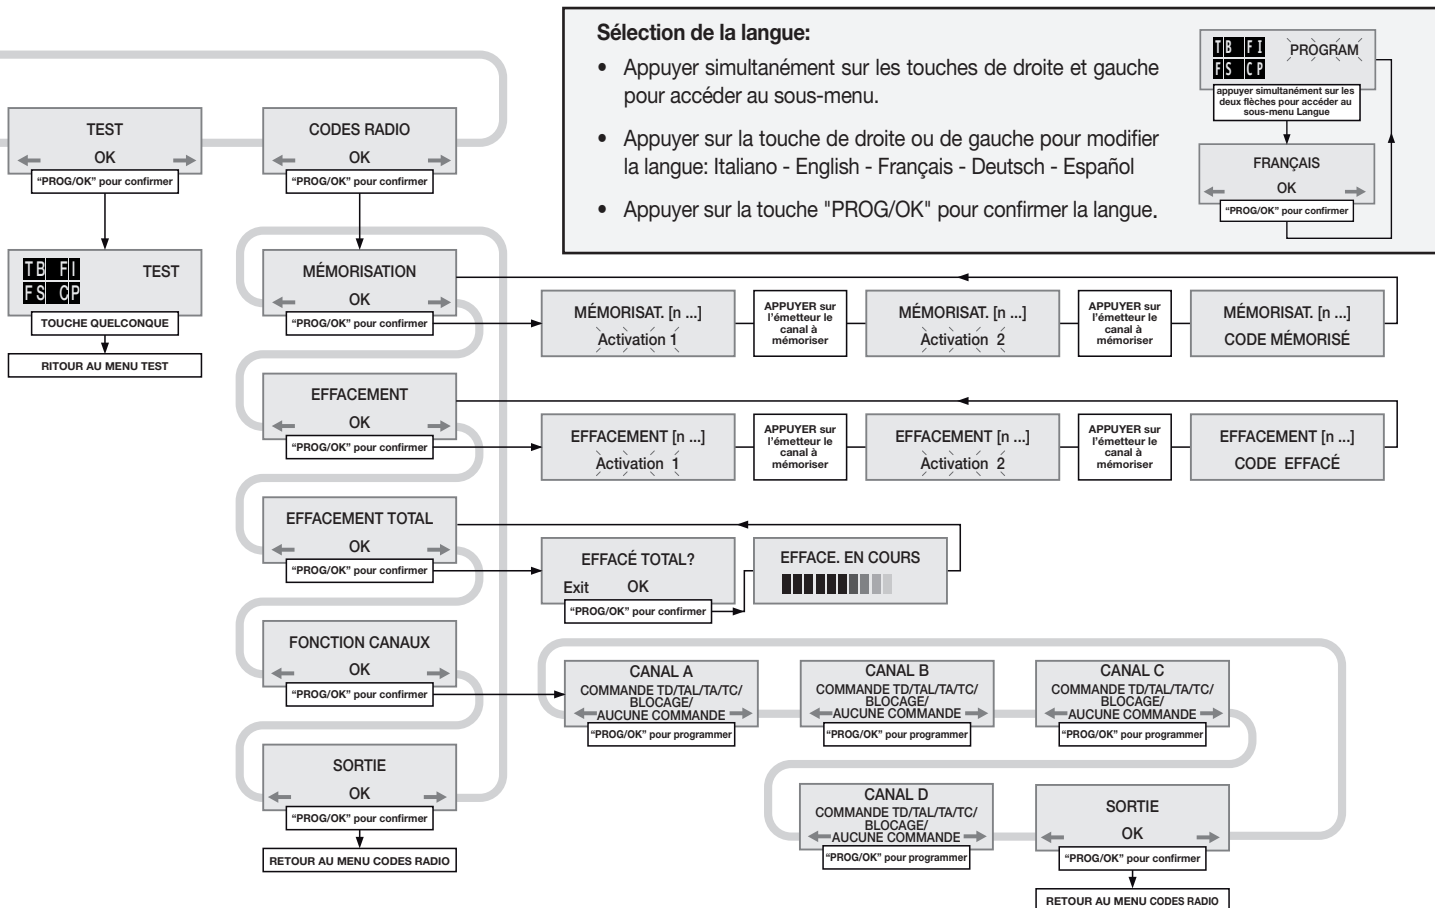 Sélection de la langue:
• Appuyer simultanément sur les touches de droite et gauche
pour accéder au sous-menu.
• Appuyer sur la touche de droite ou de gauche pour modifier
la langue: Italiano - English - Français - Deutsch - Español
• Appuyer sur la touche "PROG/OK" pour confirmer la langue.
TB FI
FS CP
PROGRAM
appuyer simultanément sur les
deux flèches pour accéder au
sous-menu Langue
FRANÇAIS
OK
“PROG/OK” pour confirmer
TEST
OK
“PROG/OK” pour confirmer
TB FI
FS CP
TEST
TOUCHE QUELCONQUE
RITOUR AU MENU TEST
CODES RADIO
OK
“PROG/OK” pour confirmer
MÉMORISATION
OK
“PROG/OK” pour confirmer
MÉMORISAT. [n ...]
Activation 1
APPUYER sur
l’émetteur le
canal à
mémoriser
MÉMORISAT. [n ...]
Activation 2
APPUYER sur
l’émetteur le
canal à
mémoriser
MÉMORISAT. [n ...]
CODE MÉMORISÉ
EFFACEMENT
OK
“PROG/OK” pour confirmer
EFFACEMENT [n ...]
Activation 1
APPUYER sur
l’émetteur le
canal à
mémoriser
EFFACEMENT [n ...]
Activation 2
APPUYER sur
l’émetteur le
canal à
mémoriser
EFFACEMENT [n ...]
CODE EFFACÉ
EFFACEMENT TOTAL
OK
“PROG/OK” pour confirmer
EFFACÉ TOTAL?
Exit OK
“PROG/OK” pour confirmer
EFFACE. EN COURS
FONCTION CANAUX
OK
“PROG/OK” pour confirmer
CANAL A
COMMANDE TD/TAL/TA/TC/
BLOCAGE/
AUCUNE COMMANDE
“PROG/OK” pour programmer
CANAL B
COMMANDE TD/TAL/TA/TC/
BLOCAGE/
AUCUNE COMMANDE
“PROG/OK” pour programmer
CANAL C
COMMANDE TD/TAL/TA/TC/
BLOCAGE/
AUCUNE COMMANDE
“PROG/OK” pour programmer
CANAL D
COMMANDE TD/TAL/TA/TC/
BLOCAGE/
AUCUNE COMMANDE
“PROG/OK” pour programmer
SORTIE
OK
“PROG/OK” pour confirmer
RETOUR AU MENU CODES RADIO
SORTIE
OK
“PROG/OK” pour confirmer
RETOUR AU MENU CODES RADIO